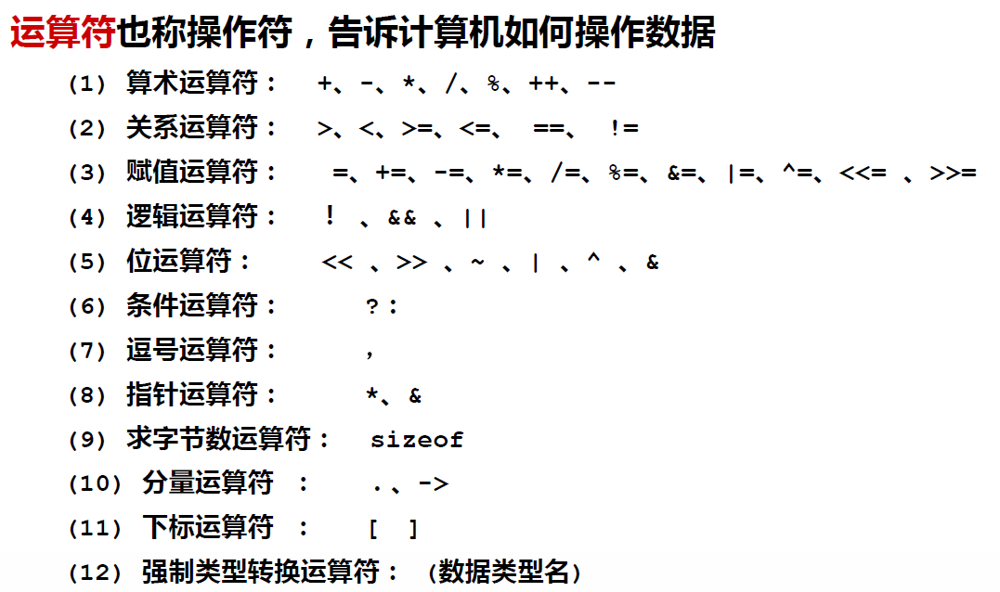 运算符也称操作符，告诉计算机如何操作数据
(1) 算术运算符： +、-、*、/、%、++、--
(2) 关系运算符： >、<、>=、<=、 ==、 !=
(3) 赋值运算符： =、+=、-=、*=、/=、%=、&=、|=、^=、<<= 、>>=
(4) 逻辑运算符： ! 、&& 、||
(5) 位运算符： << 、>> 、~ 、| 、^ 、&
(6) 条件运算符： ?:
(7) 逗号运算符： ,
(8) 指针运算符： *、&
(9) 求字节数运算符： sizeof
(10) 分量运算符 ： .、->
(11) 下标运算符 ： [ ]
(12) 强制类型转换运算符： (数据类型名)